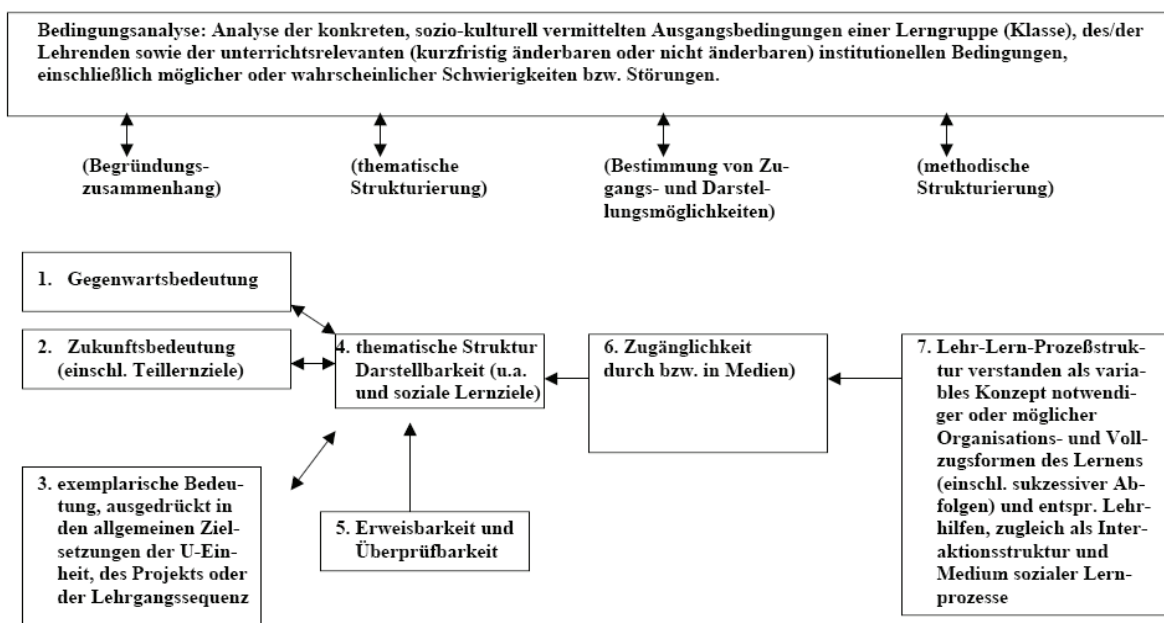 Bedingungsanalyse: Analyse der konkreten, sozio-kulturell vermittelten Ausgangsbedingungen einer Lerngruppe (Klasse), des/der
Lehrenden sowie der unterrichtsrelevanten (kurzfristig änderbaren oder nicht änderbaren) institutionellen Bedingungen,
einschließlich möglicher oder wahrscheinlicher Schwierigkeiten bzw. Störungen.
(Begründungs-
zusammenhang)
(thematische
Strukturierung)
(Bestimmung von Zu-
gangs- und Darstel-
lungsmöglichkeiten)
(methodische
Strukturierung)
1. Gegenwartsbedeutung
2. Zukunftsbedeutung
(einschl. Teillernziele)
3. exemplarische Bedeu-
tung, ausgedrückt in
den allgemeinen Ziel-
setzungen der U-Ein-
heit, des Projekts oder
der Lehrgangssequenz
4. thematische Struktur
Darstellbarkeit (u.a.
und soziale Lernziele)
5. Erweisbarkeit und
Überprüfbarkeit
6. Zugänglichkeit
durch bzw. in Medien)
7. Lehr-Lern-Prozeßstruk-
tur verstanden als varia-
bles Konzept notwendi-
ger oder möglicher
Organisations- und Voll-
zugsformen des Lernens
(einschl. sukzessiver Ab-
folgen) und entspr. Lehr-
hilfen, zugleich als Inter-
aktionsstruktur und
Medium sozialer Lern-
prozesse